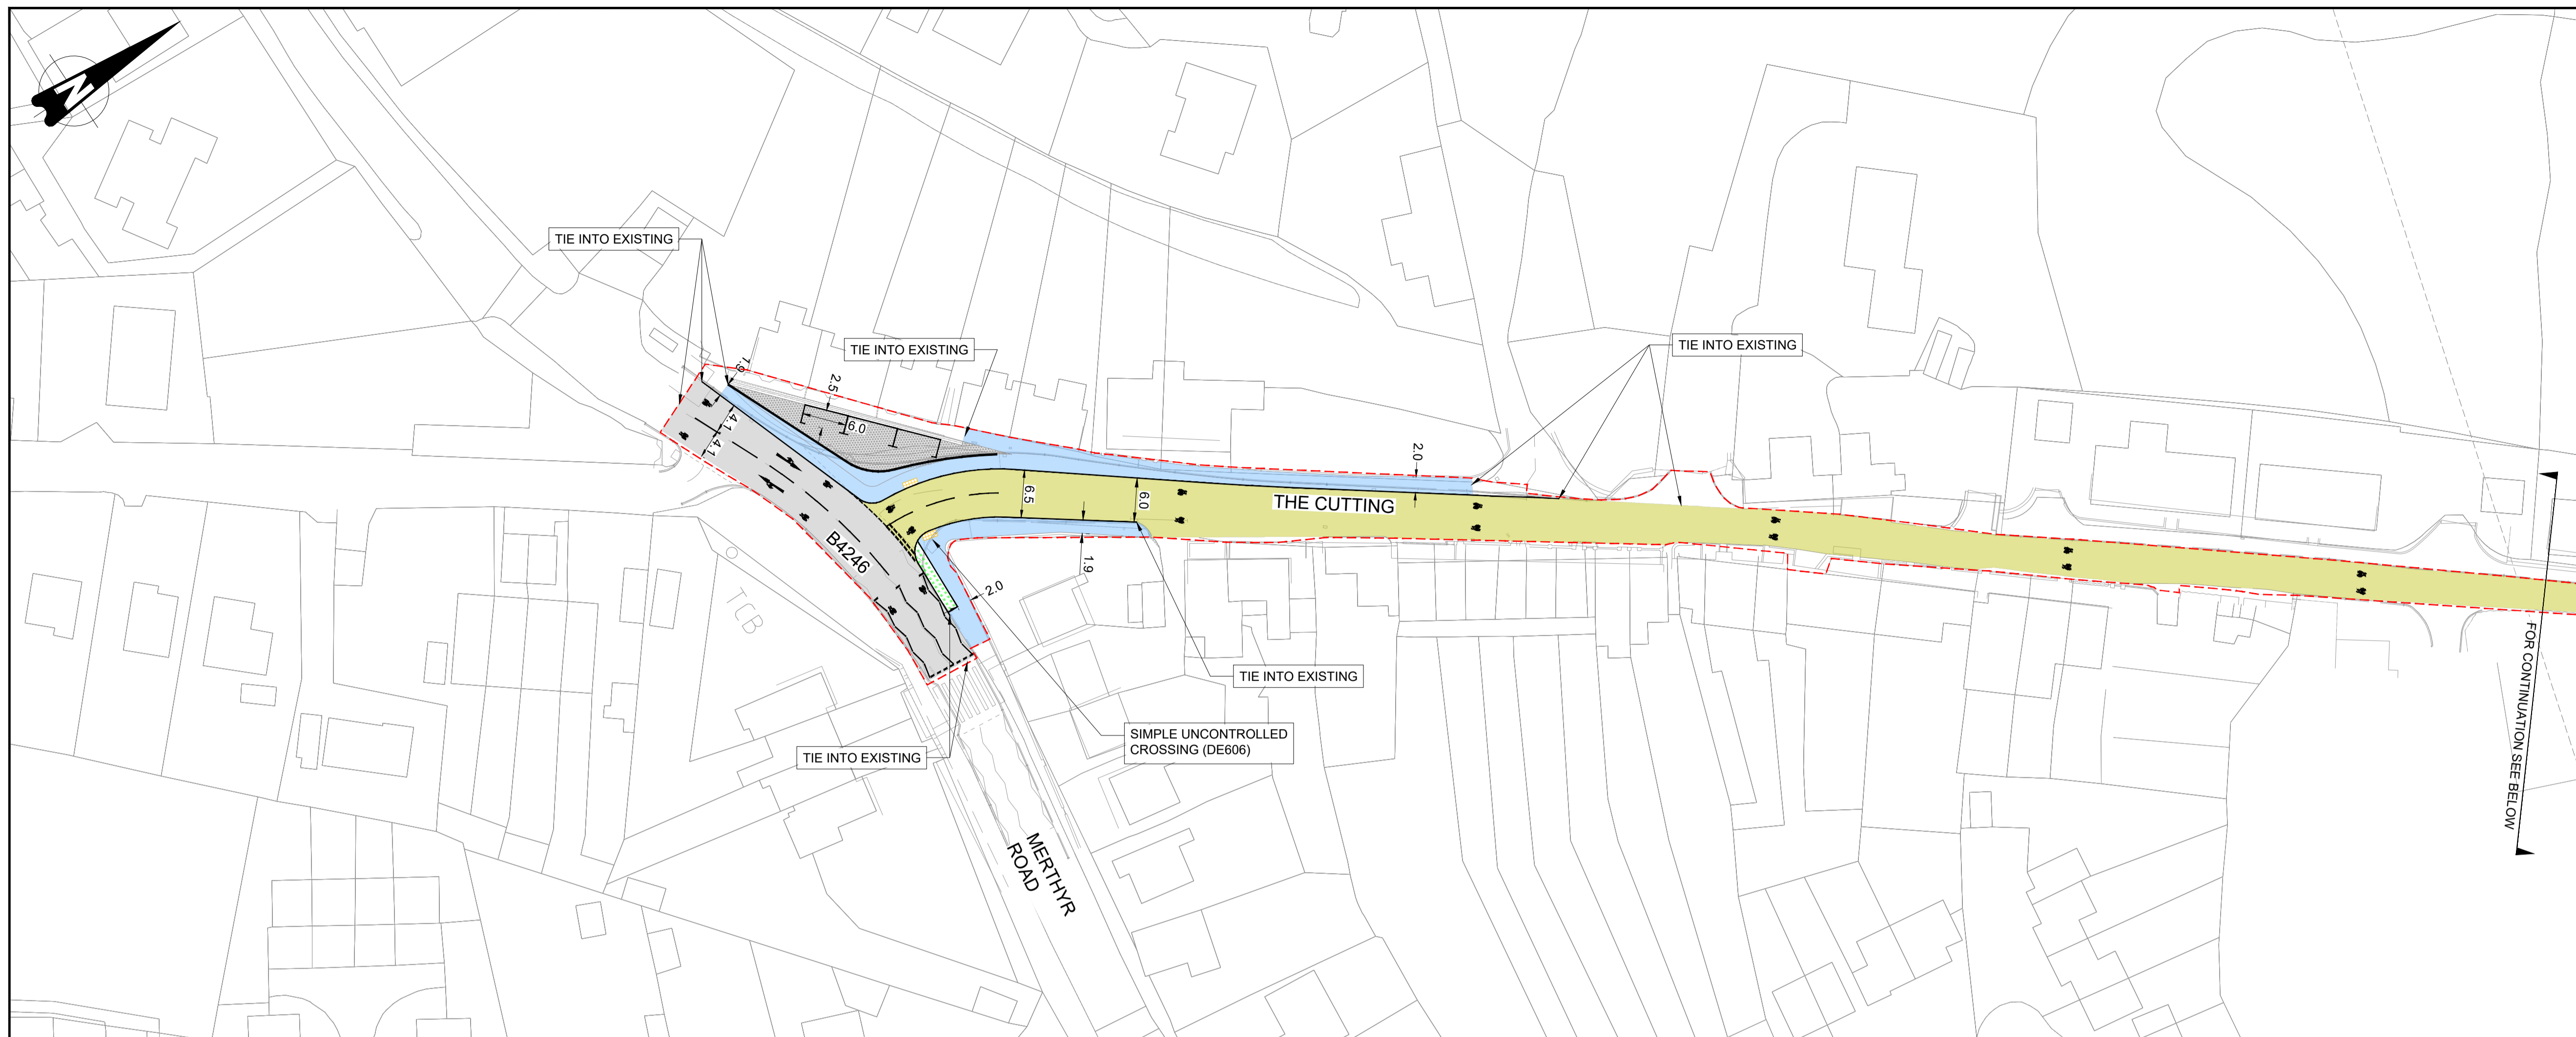 N
TIE INTO EXISTING
TIE INTO EXISTING
TIE INTO EXISTING
1.9
2.5
6.0
4.1
4.1
2.0
6.5
6.0
THE CUTTING
B4246
1.9
2.0
TCB
TIE INTO EXISTING
SIMPLE UNCONTROLLED
CROSSING (DE606)
TIE INTO EXISTING
MERTHYR
ROAD
FOR CONTINUATION SEE BELOW